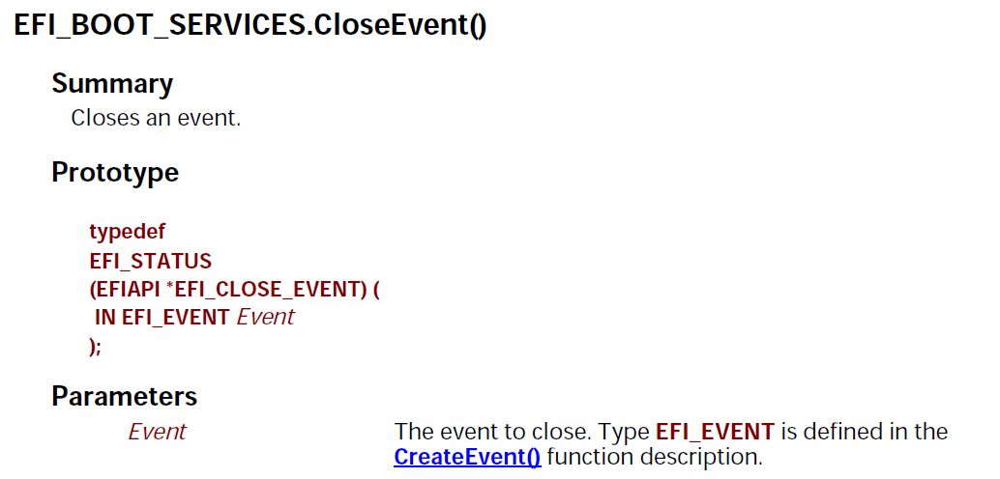 EFI_BOOT_SERVICES.CloseEvent()
Summary
Closes an event.
Prototype
typedef
EFI_STATUS
(EFIAPI *EFI_CLOSE_EVENT) (
IN EFI_EVENT Event
);
Parameters
Event The event to close. Type EFI_EVENT is defined in the
CreateEvent() function description.